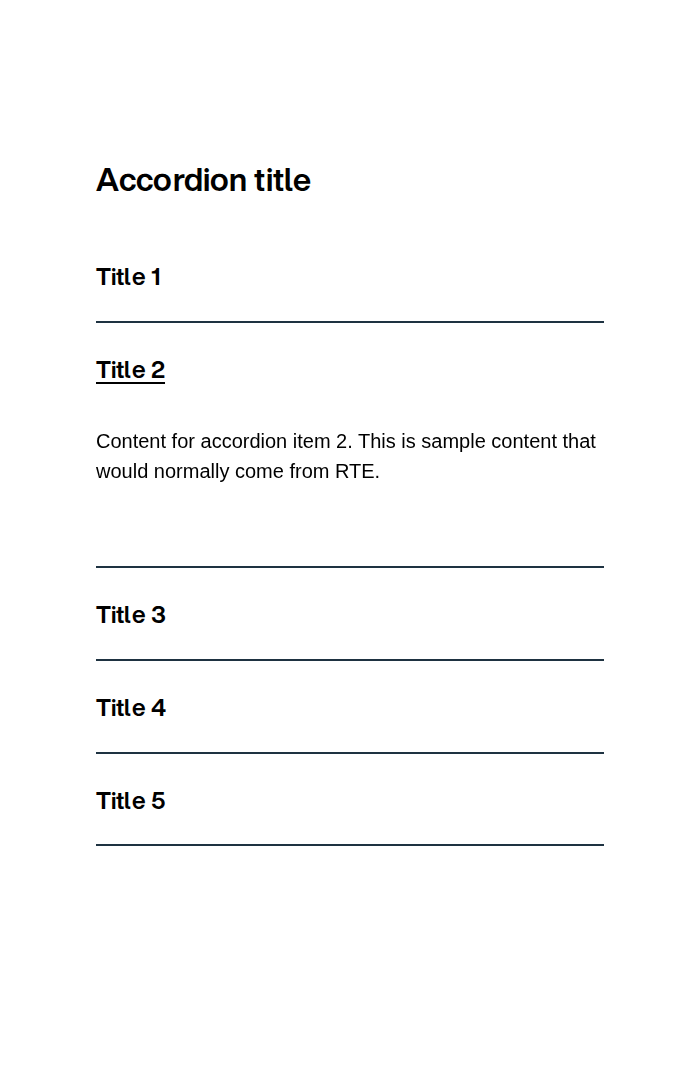 Accordion title
Title 1
Title 2
Content for accordion item 2. This is sample content that
would normally come from RTE.
Title 3
Title 4
Title 5